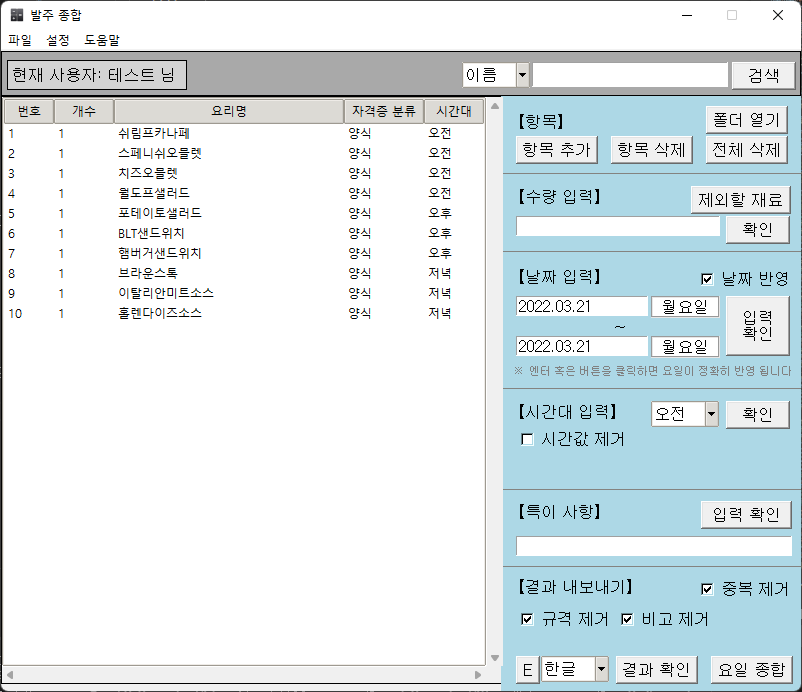 발주 종합
파일 설정 도움말
현재 사용자: 테스트 님
이름
검색
번호 개수 요리명 자격증 분류 시간대
1 1 쉬림프카나페 양식 오전
2 1 스페니쉬오믈렛 양식 오전
3 1 치즈오믈렛 양식 오전
4 1 월도프샐러드 양식 오전
5 1 포테이토샐러드 양식 오후
6 1 BLT샌드위치 양식 오후
7 1 햄버거샌드위치 양식 오후
8 1 브라운스톡 양식 저녁
9 1 이탈리안미트소스 양식 저녁
10 1 홀렌다이즈소스 양식 저녁
【항목】 폴더 열기
항목 추가 항목 삭제 전체 삭제
【수량 입력】 제외할 재료
확인
【날짜 입력】 날짜 반영
2022.03.21 월요일
~
2022.03.21 월요일
입력
확인
※ 엔터 혹은 버튼을 클릭하면 요일이 정확히 반영 됩니다
【시간대 입력】 오전 확인
시간값 제거
【특이 사항】 입력 확인
【결과 내보내기】 중복 제거
규격 제거 비고 제거
E 한글 결과 확인 요일 종합